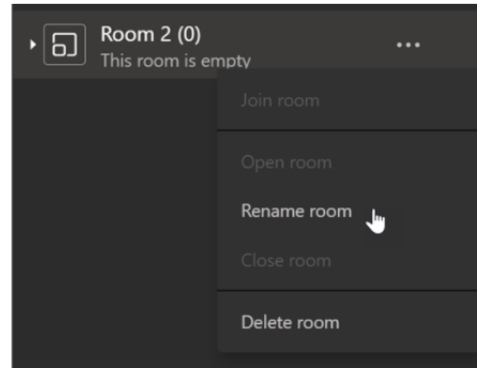 Room 2 (0)
This room is empty
Join room
Open room
Rename room
Close room
Delete room